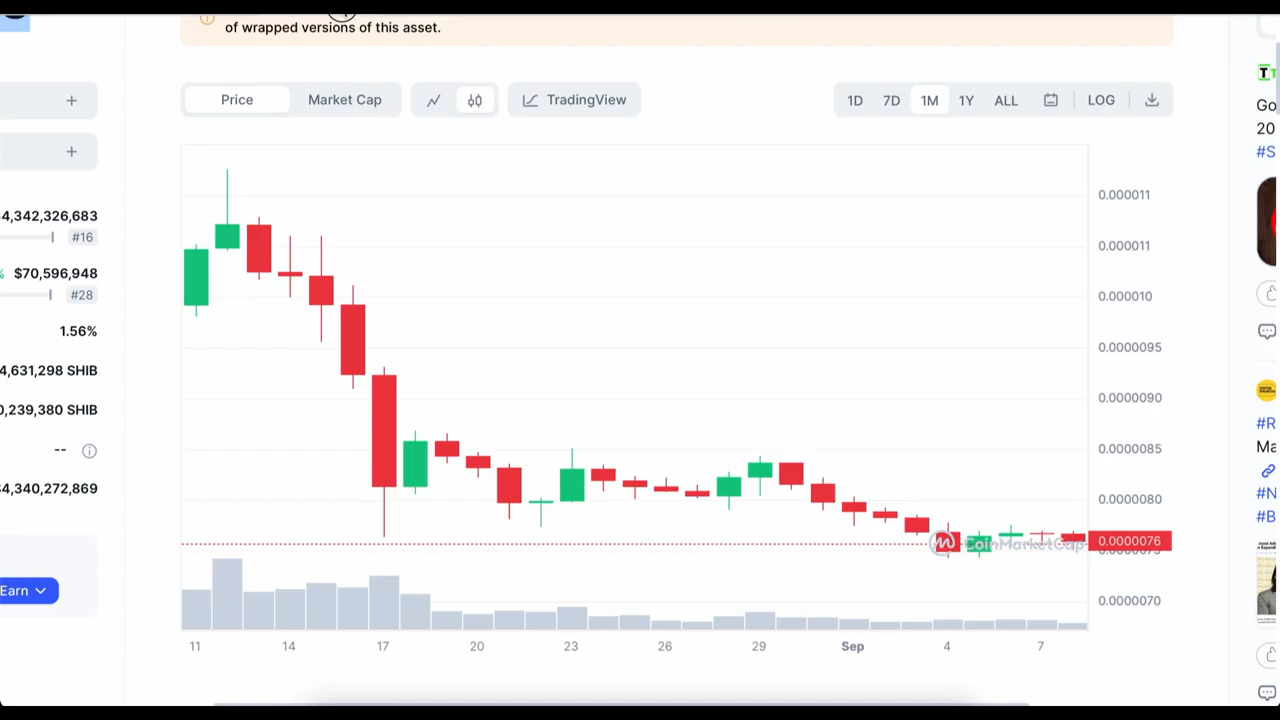 of wrapped versions of this asset.
Price Market Cap TradingView 1D 7D 1M 1Y ALL LOG
4,342,326,683
#16
$70,596,948
#28
1.56%
4,631,298 SHIB
0,239,380 SHIB
--
4,340,272,869
Earn
0.000011
0.000011
0.000010
0.0000095
0.0000090
0.0000085
0.0000080
0.0000076
0.0000075
0.0000070
CoinMarketCap
11 14 17 20 23 26 29 Sep 4 7
Go
20
#S
#R
Ma
#N
#B